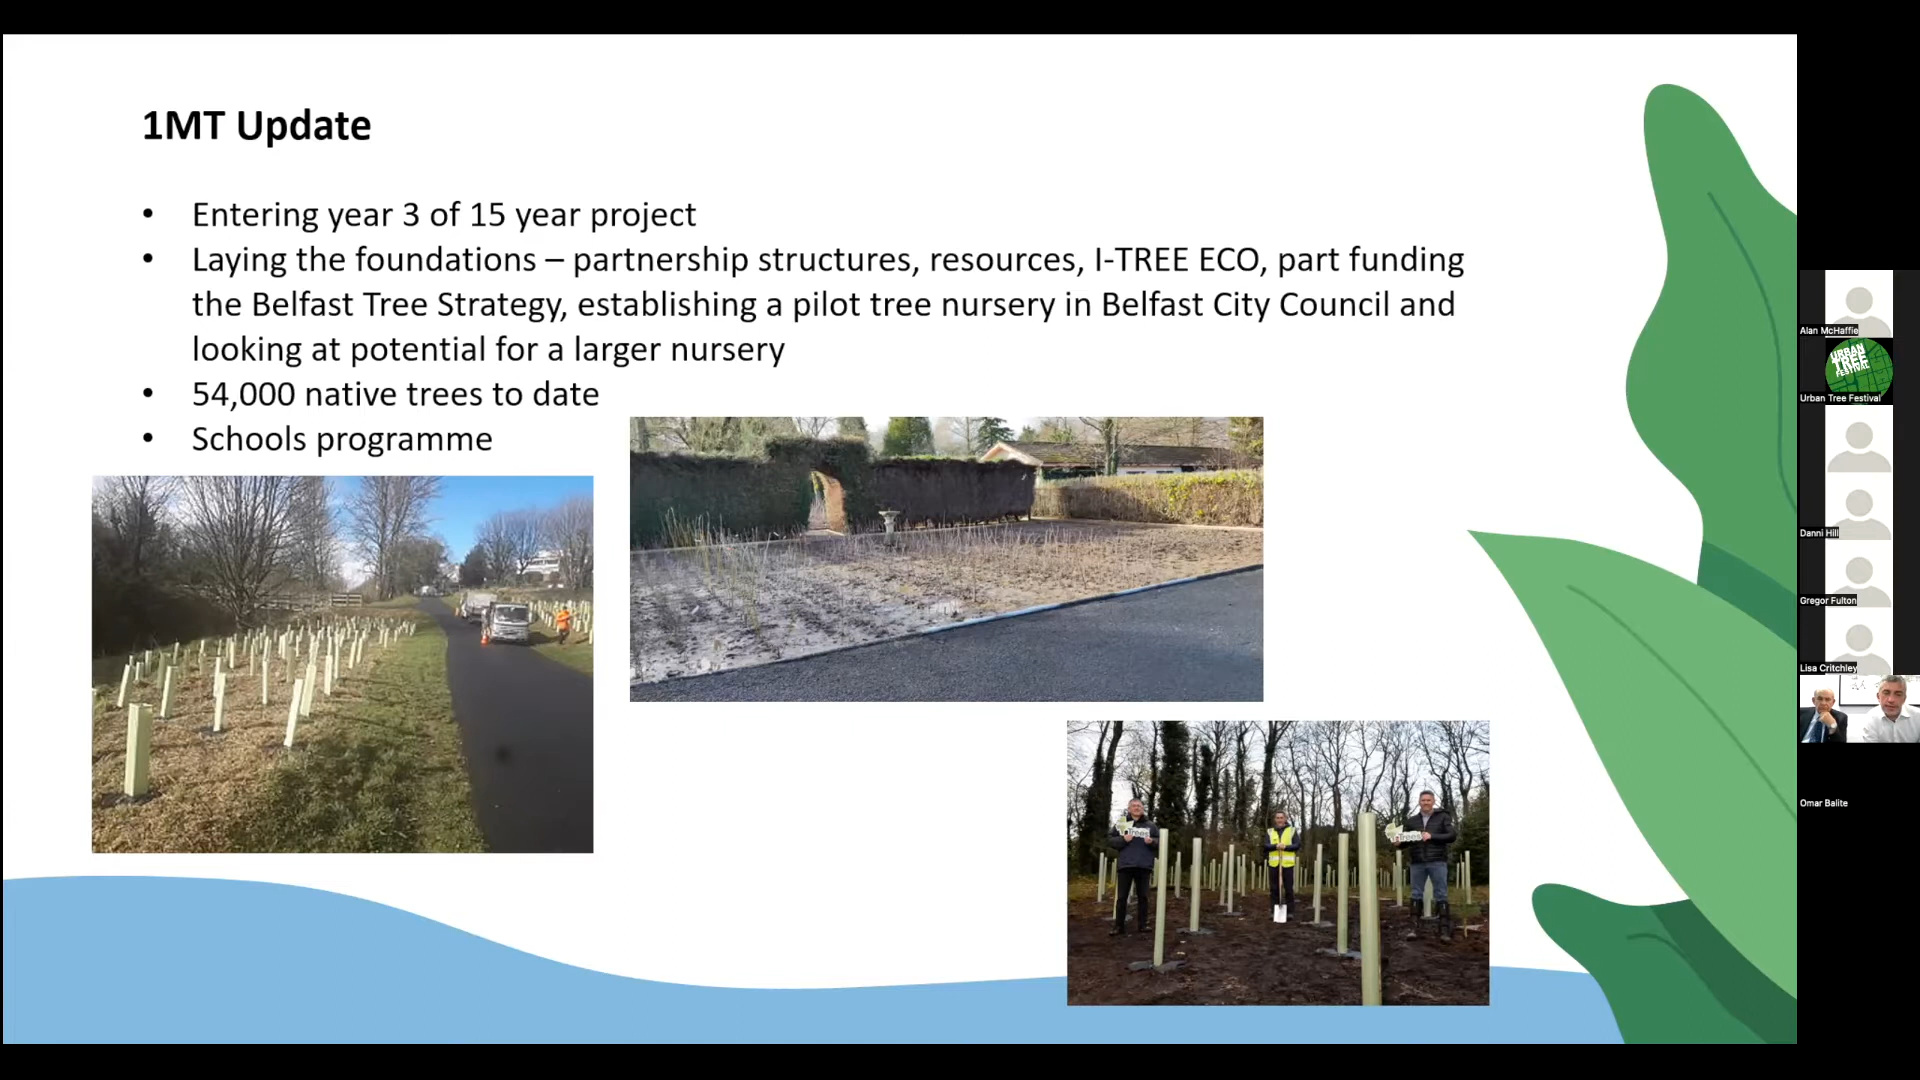 1MT Update
• Entering year 3 of 15 year project
• Laying the foundations – partnership structures, resources, I-TREE ECO, part funding
the Belfast Tree Strategy, establishing a pilot tree nursery in Belfast City Council and
looking at potential for a larger nursery
• 54,000 native trees to date
• Schools programme
Trees
Trees
Alan McHaffie
URBAN
TREE
FESTIVAL
Urban Tree Festival
Danni Hill
Gregor Fulton
Lisa Critchley
Omar Balite